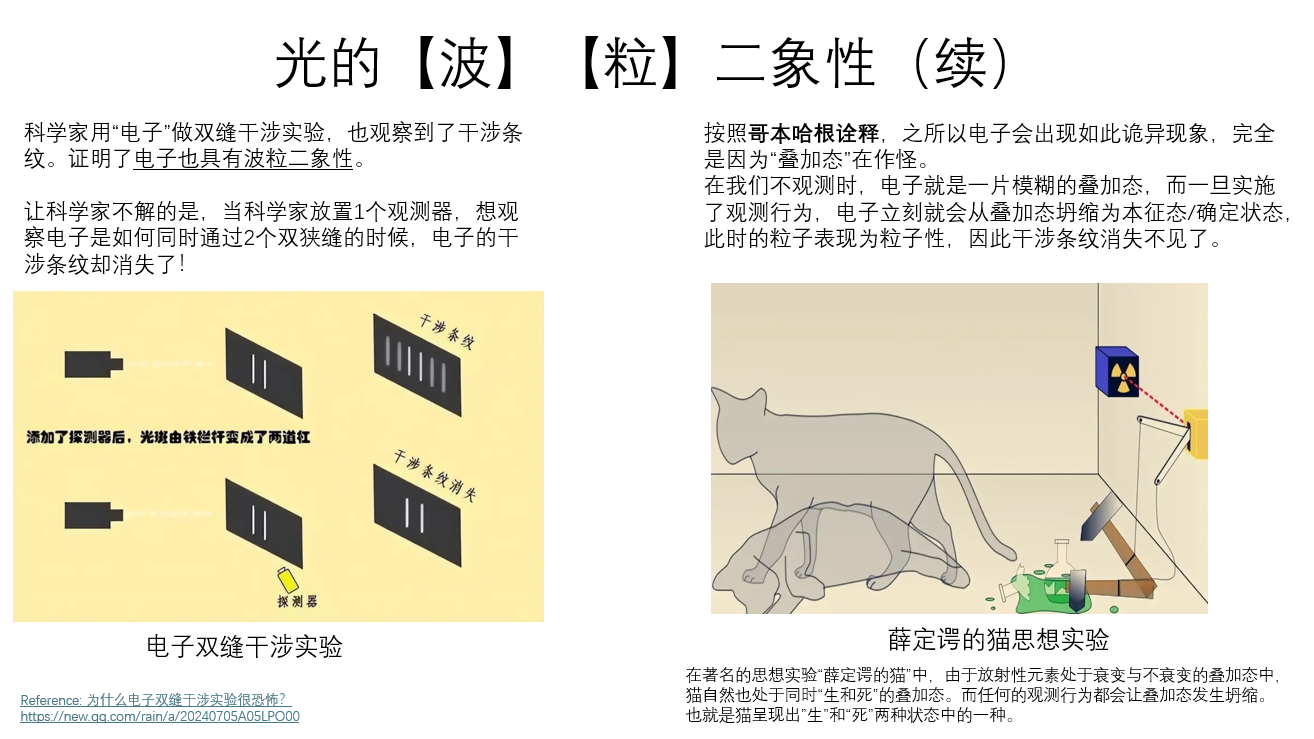 光的【波】【粒】二象性（续）
科学家用“电子”做双缝干涉实验，也观察到了干涉条
纹。证明了电子也具有波粒二象性。
让科学家不解的是，当科学家放置1个观测器，想观
察电子是如何同时通过2个双狭缝的时候，电子的干
涉条纹却消失了！
干涉条纹
添加了探测器后，光斑由铁栏杆变成了两道杠
干涉条纹消失
探测器
电子双缝干涉实验
Reference: 为什么电子双缝干涉实验很恐怖？
https://new.qq.com/rain/a/20240705A05LPO00
按照哥本哈根诠释，之所以电子会出现如此诡异现象，完全
是因为“叠加态”在作怪。
在我们不观测时，电子就是一片模糊的叠加态，而一旦实施
了观测行为，电子立刻就会从叠加态坍缩为本征态/确定状态，
此时的粒子表现为粒子性，因此干涉条纹消失不见了。
薛定谔的猫思想实验
在著名的思想实验“薛定谔的猫”中，由于放射性元素处于衰变与不衰变的叠加态中，
猫自然也处于同时“生和死”的叠加态。而任何的观测行为都会让叠加态发生坍缩。
也就是猫呈现出”生”和“死”两种状态中的一种。